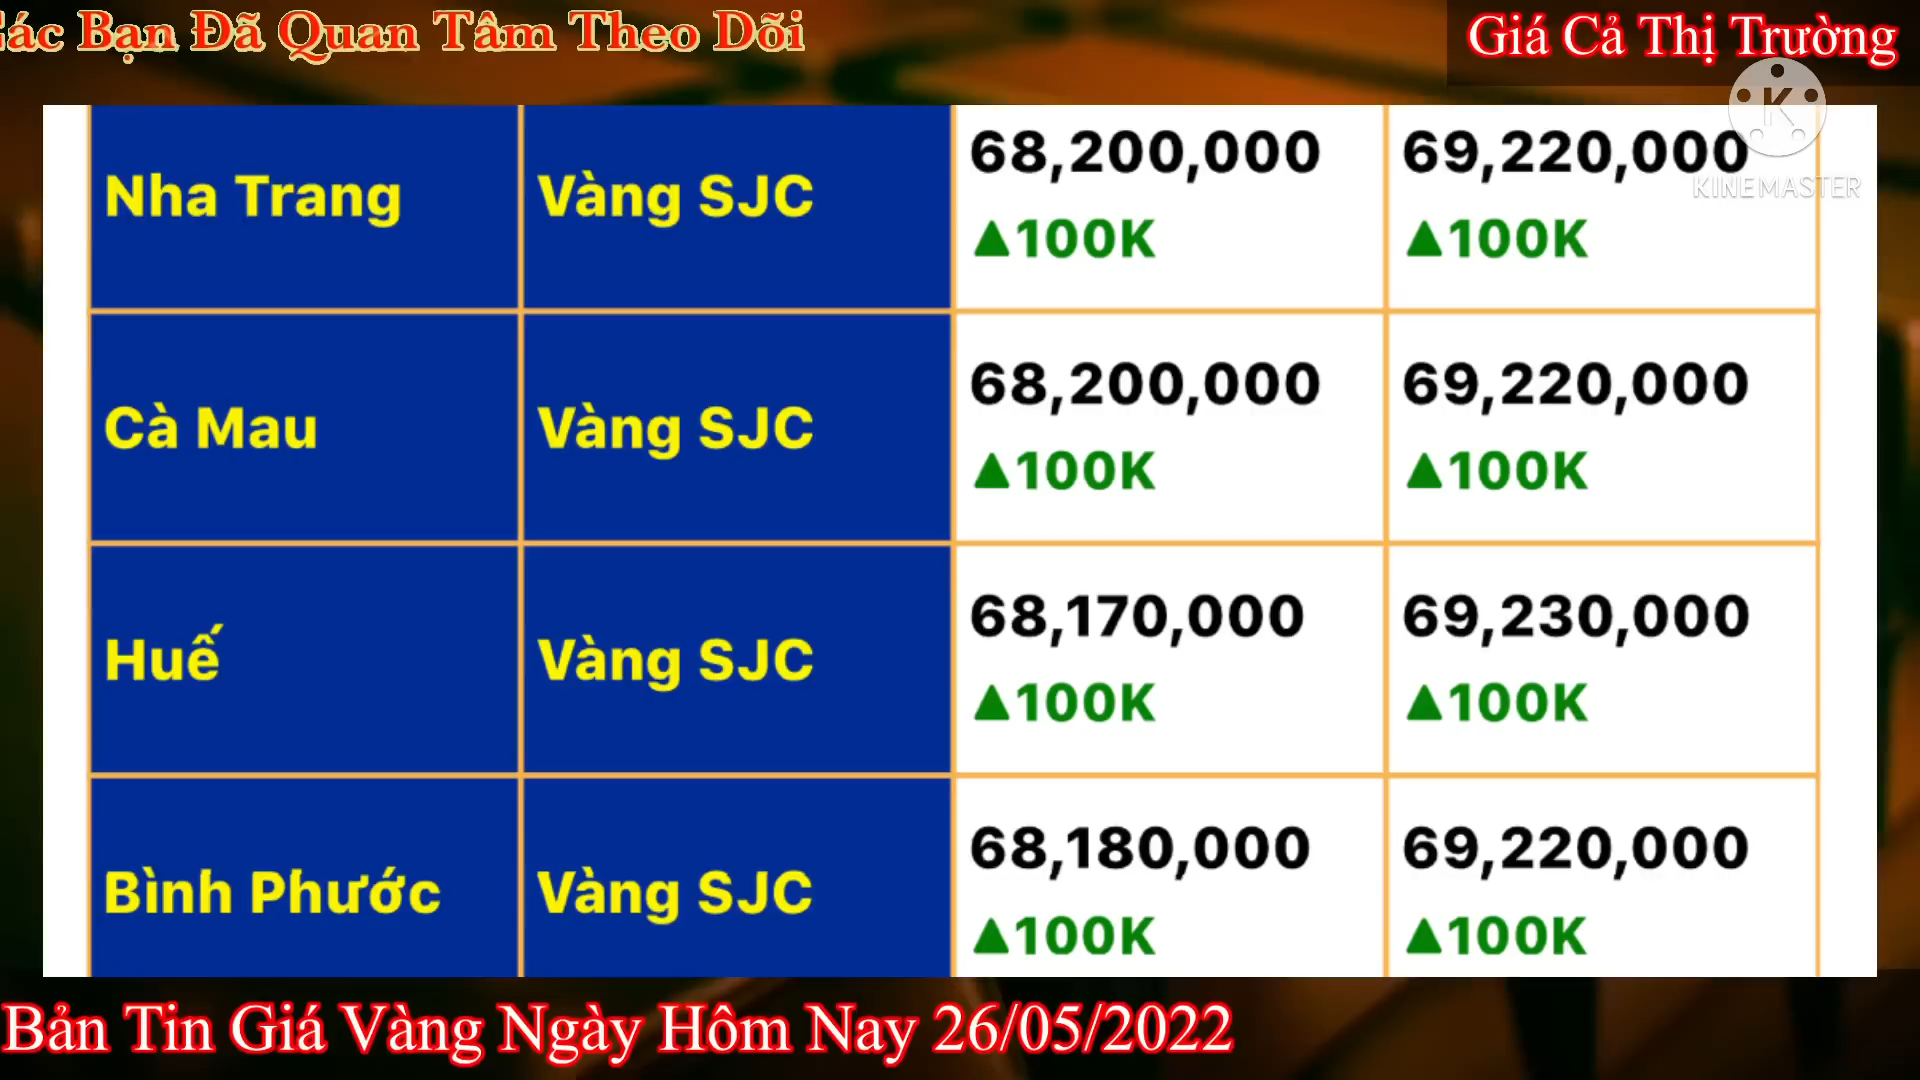 Các Bạn Đã Quan Tâm Theo Dõi
Giá Cả Thị Trường
KINEMASTER
Nha Trang Vàng SJC 68,200,000 69,220,000
▲100K ▲100K
Cà Mau Vàng SJC 68,200,000 69,220,000
▲100K ▲100K
Huế Vàng SJC 68,170,000 69,230,000
▲100K ▲100K
Bình Phước Vàng SJC 68,180,000 69,220,000
▲100K ▲100K
Bản Tin Giá Vàng Ngày Hôm Nay 26/05/2022